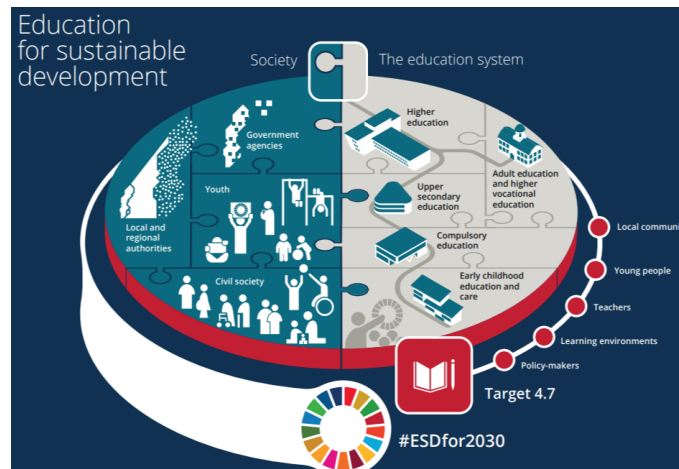 Education
for sustainable
development
Society
The education system
Higher
education
Government
agencies
Adult education
and higher
vocational
education
Youth
Upper
secondary
education
Local and
regional
authorities
Compulsory
education
Civil society
Early childhood
education and
care
Local
Young people
Teachers
Learning environments
Policy-makers
Target 4.7
#ESDfor2030